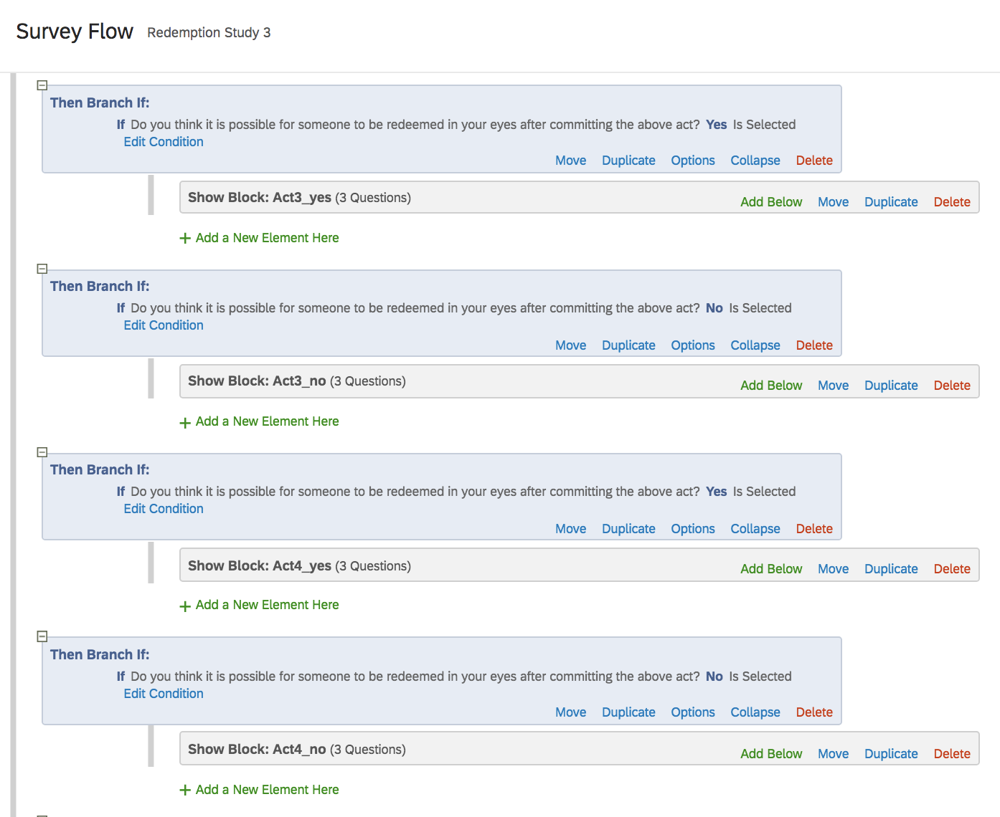 Survey Flow Redemption Study 3
Then Branch If:
If Do you think it is possible for someone to be redeemed in your eyes after committing the above act? Yes Is Selected
Edit Condition
Move Duplicate Options Collapse Delete
Show Block: Act3_yes (3 Questions) Add Below Move Duplicate Delete
+ Add a New Element Here
Then Branch If:
If Do you think it is possible for someone to be redeemed in your eyes after committing the above act? No Is Selected
Edit Condition
Move Duplicate Options Collapse Delete
Show Block: Act3_no (3 Questions) Add Below Move Duplicate Delete
+ Add a New Element Here
Then Branch If:
If Do you think it is possible for someone to be redeemed in your eyes after committing the above act? Yes Is Selected
Edit Condition
Move Duplicate Options Collapse Delete
Show Block: Act4_yes (3 Questions) Add Below Move Duplicate Delete
+ Add a New Element Here
Then Branch If:
If Do you think it is possible for someone to be redeemed in your eyes after committing the above act? No Is Selected
Edit Condition
Move Duplicate Options Collapse Delete
Show Block: Act4_no (3 Questions) Add Below Move Duplicate Delete
+ Add a New Element Here